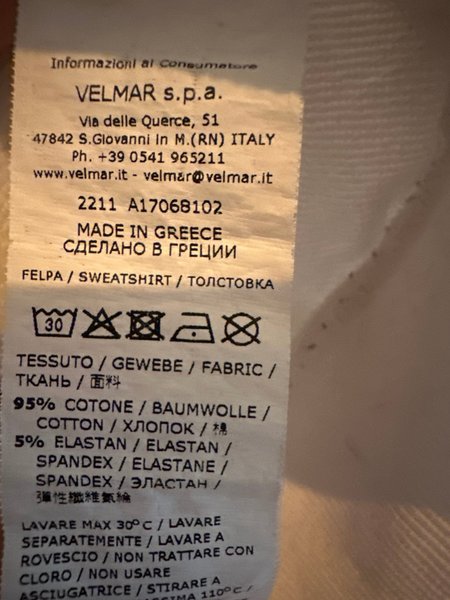 Informazioni al Consumatore
VELMAR s.p.a.
Via delle Querce, 51
47842 S.Giovanni in M.(RN) ITALY
Ph. +39 0541 965211
www.velmar.it - velmar@velmar.it
2211 A17068102
MADE IN GREECE
СДЕЛАНО В ГРЕЦИИ
FELPA / SWEATSHIRT / ТОЛСТОВКА
30
TESSUTO / GEWEBE / FABRIC /
ТКАНЬ / 面料
95% COTONE / BAUMWOLLE /
COTTON / ХЛОПОК / 棉
5% ELASTAN / ELASTAN /
SPANDEX / ELASTANE /
SPANDEX / ЭЛАСТАН /
彈性纖維氨綸
LAVARE MAX 30°C / LAVARE
SEPARATEMENTE / LAVARE A
ROVESCIO / NON TRATTARE CON
CLORO / NON USARE
ASCIUGATRICE / STIRARE A
110°C /